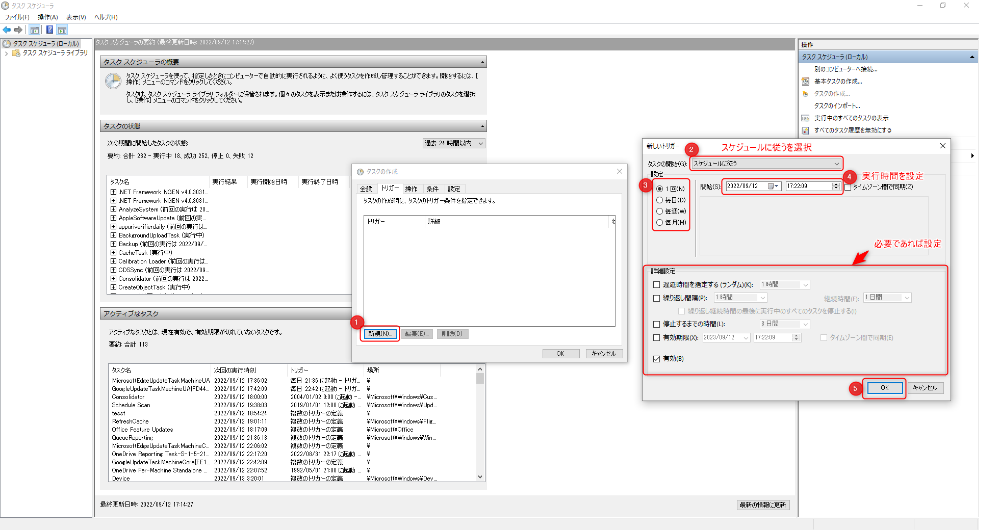 タスク スケジューラ
ファイル(F) 操作(A) 表示(V) ヘルプ(H)
タスク スケジューラ (ローカル)
タスク スケジューラ ライブラリ
タスク スケジューラの要約 (最終更新日時: 2022/09/12 17:14:27)
タスク スケジューラの概要
タスク スケジューラを使って、指定したときにコンピューターで自動的に実行されるように、よく使うタスクを作成し管理することができます。開始するには、[
操作] メニューのコマンドをクリックしてください。
タスクは、タスク スケジューラ ライブラリ フォルダーに保管されます。個々のタスクを表示または操作するには、タスク スケジューラ ライブラリのタスクを選択
し、[操作] メニューのコマンドをクリックしてください。
タスクの状態
次の期間に開始したタスクの状態: 過去 24 時間以内
要約: 合計 282 - 実行中 18、成功 252、停止 0、失敗 12
タスク名 実行結果 実行開始日時 実行終了日時
.NET Framework NGEN v4.0.3031...
.NET Framework NGEN v4.0.3031...
AnalyzeSystem (前回の実行は 20...
AppleSoftwareUpdate (前回の実...
appuriverifierdaily (前回の実行は...
BackgroundUploadTask (実行中)
Backup (前回の実行は 2022/09/...
CacheTask (実行中)
Calibration Loader (前回の実行は...
CDSSync (前回の実行は 2022/09...
Consolidator (前回の実行は 2022...
CreateObjectTask (実行中)
アクティブなタスク
アクティブなタスクとは、現在有効で、有効期限が切れていないタスクです。
要約: 合計 113
タスク名 次回の実行時刻 トリガー 場所
MicrosoftEdgeUpdateTaskMachineUA 2022/09/12 17:36:02 毎日 21:36 に起動 - トリガ... ¥
GoogleUpdateTaskMachineUA{FD44... 2022/09/12 17:42:09 毎日 22:42 に起動 - トリガ... ¥
Consolidator 2022/09/12 18:00:00 2004/01/02 0:00 に起動 -... ¥Microsoft¥Windows¥Cus...
Schedule Scan 2022/09/12 19:38:03 2019/01/01 12:00 に起動 ... ¥Microsoft¥Windows¥Upd...
tesst 2022/09/12 18:54:24 複数のトリガーの定義 ¥
RefreshCache 2022/09/12 19:01:11 複数のトリガーの定義 ¥Microsoft¥Windows¥Flig...
Office Feature Updates 2022/09/12 18:17:09 複数のトリガーの定義 ¥Microsoft¥Office
QueueReporting 2022/09/12 21:36:13 複数のトリガーの定義 ¥Microsoft¥Windows¥Win...
MicrosoftEdgeUpdateTaskMachineC... 2022/09/12 22:06:02 複数のトリガーの定義 ¥
OneDrive Reporting Task-S-1-5-21... 2022/09/12 22:17:20 2022/08/31 22:17 に起動 ... ¥
GoogleUpdateTaskMachineCore{EE1... 2022/09/12 22:42:09 複数のトリガーの定義 ¥
OneDrive Per-Machine Standalone ... 2022/09/12 22:07:52 1992/05/01 21:00 に起動 ... ¥
Device 2022/09/13 3:20:01 複数のトリガーの定義 ¥Microsoft¥Windows¥Dev...
最終更新日時: 2022/09/12 17:14:27
最新の情報に更新
タスクの作成
全般 トリガー 操作 条件 設定
タスクの作成時に、タスクのトリガー条件を指定できます。
トリガー 詳細
1
新規(N)... 編集(E)... 削除(D)
OK キャンセル
操作
タスク スケジューラ (ローカル)
別のコンピューターへ接続...
基本タスクの作成...
タスクの作成...
タスクのインポート...
実行中のすべてのタスクの表示
すべてのタスク履歴を無効にする
新しいトリガー
2 スケジュールに従うを選択
タスクの開始(G): スケジュールに従う
設定
3
1 回(N)
毎日(D)
毎週(W)
毎月(M)
4 実行時間を設定
開始(S): 2022/09/12 17:22:09 タイムゾーン間で同期(Z)
必要であれば設定
詳細設定
遅延時間を指定する (ランダム)(K): 1 時間
繰り返し間隔(P): 1 時間 継続時間(F): 1 日間
繰り返し継続時間の最後に実行中のすべてのタスクを停止する(I)
停止するまでの時間(L): 3 日間
有効期限(X): 2023/09/12 17:22:09 タイムゾーン間で同期(E)
有効(B)
5 OK キャンセル